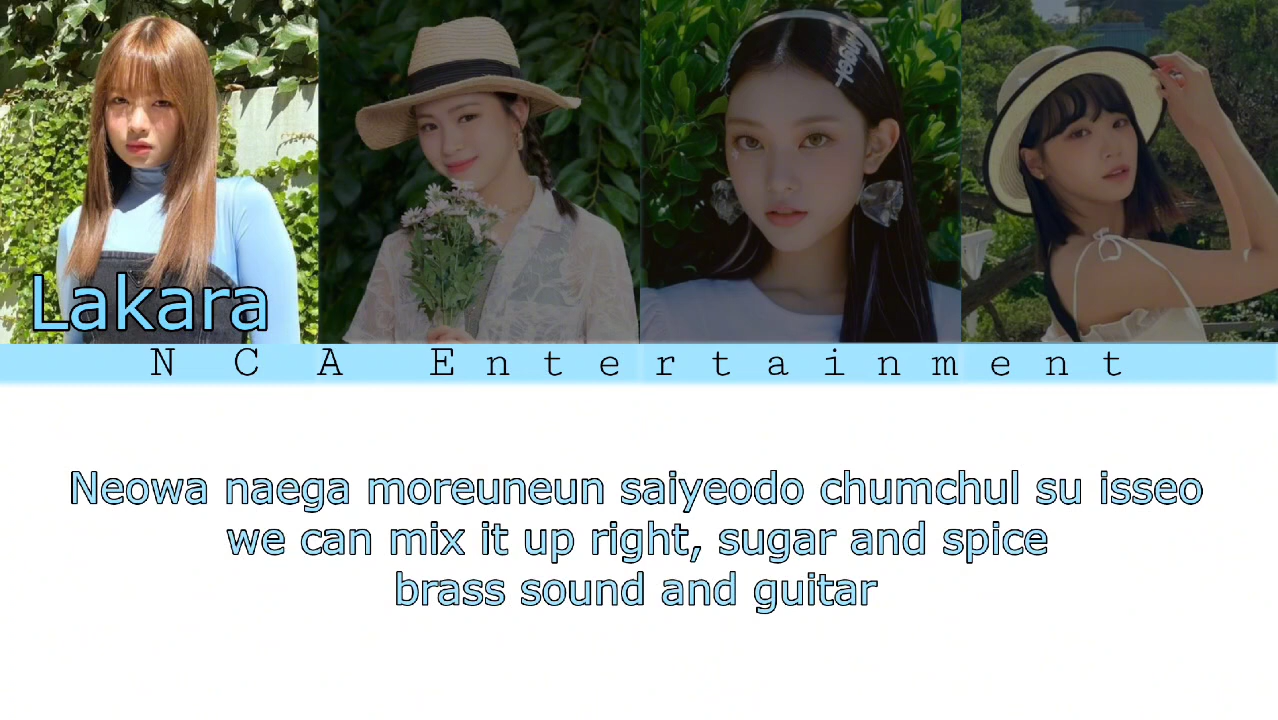 Lakara
NCA Entertainment
Neowa naega moreuneun saiyeodo chumchul su isseo
we can mix it up right, sugar and spice
brass sound and guitar